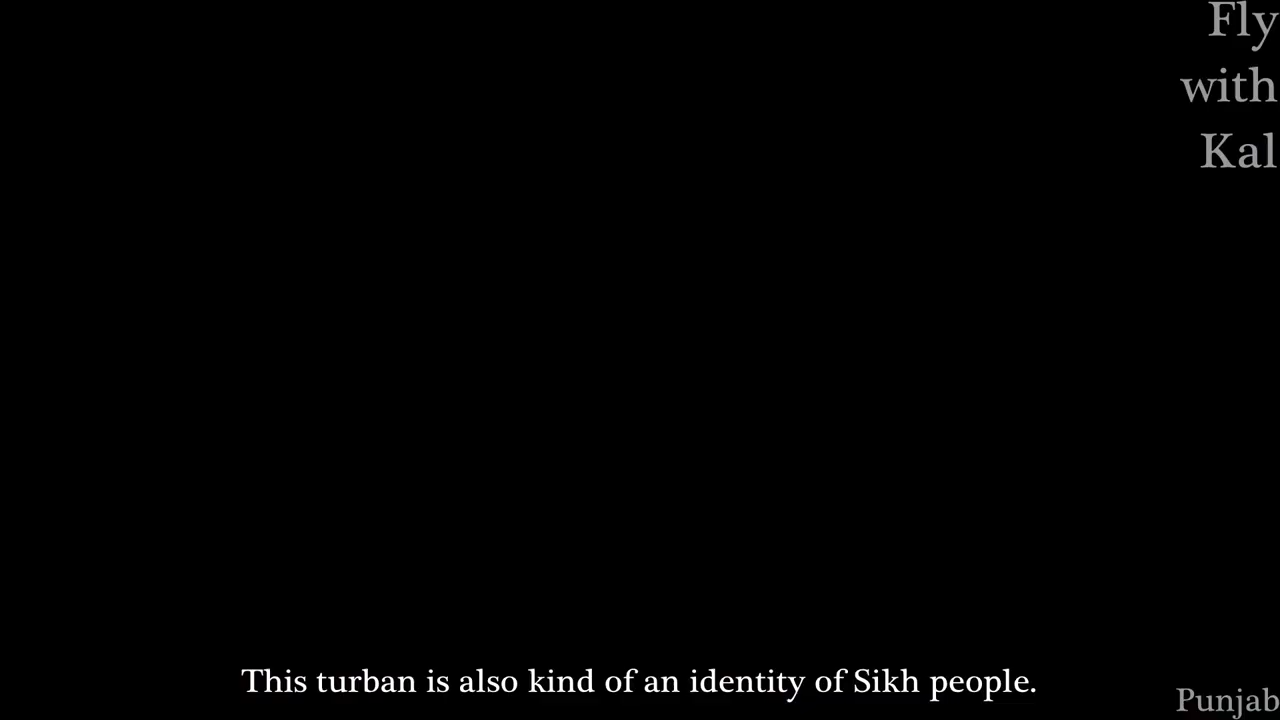 Fly
with
Kal
This turban is also kind of an identity of Sikh people.
Punjab